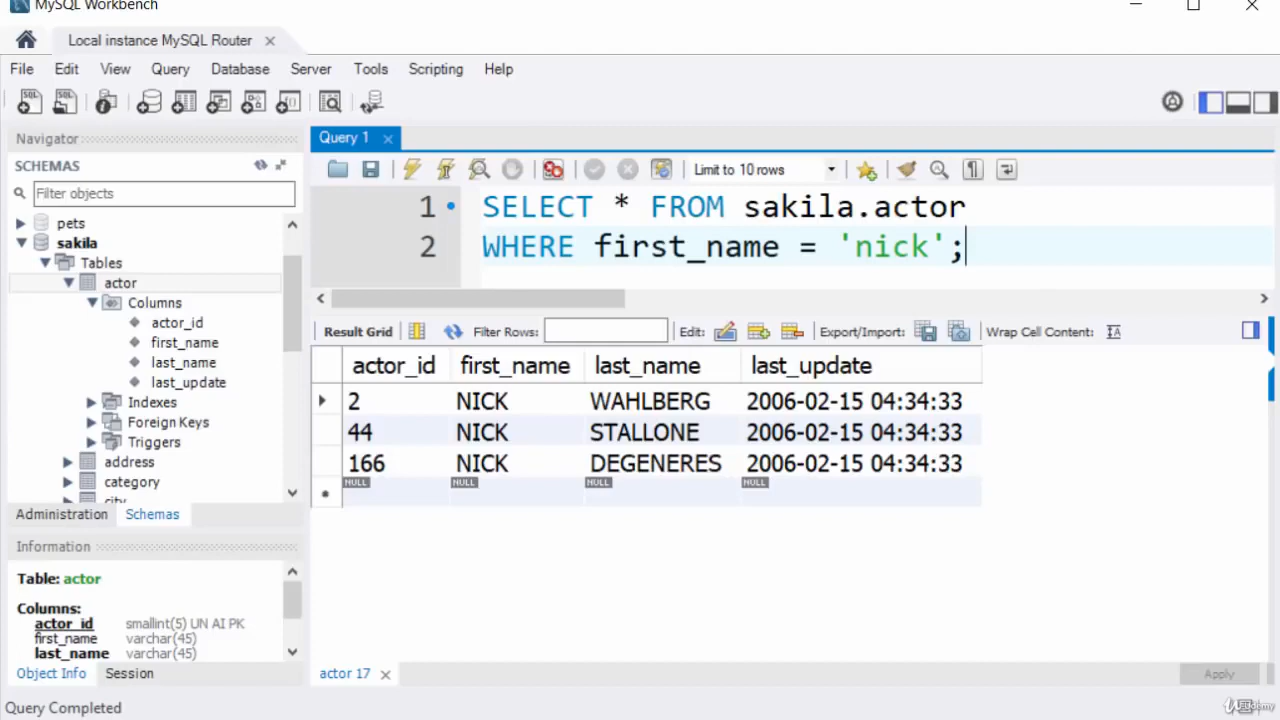 MySQL Workbench
Local instance MySQL Router
File Edit View Query Database Server Tools Scripting Help
Navigator
SCHEMAS
Filter objects
pets
sakila
Tables
actor
Columns
actor_id
first_name
last_name
last_update
Indexes
Foreign Keys
Triggers
address
category
city
Administration Schemas
Information
Table: actor
Columns:
actor_id smallint(5) UN AI PK
first_name varchar(45)
last_name varchar(45)
Object Info Session
Query Completed
Query 1
Limit to 10 rows
1 SELECT * FROM sakila.actor
2 WHERE first_name = 'nick';
Result Grid Filter Rows: Edit: Export/Import: Wrap Cell Content:
actor_id first_name last_name last_update
2 NICK WAHLBERG 2006-02-15 04:34:33
44 NICK STALLONE 2006-02-15 04:34:33
166 NICK DEGENERES 2006-02-15 04:34:33
NULL NULL NULL NULL
actor 17 Apply